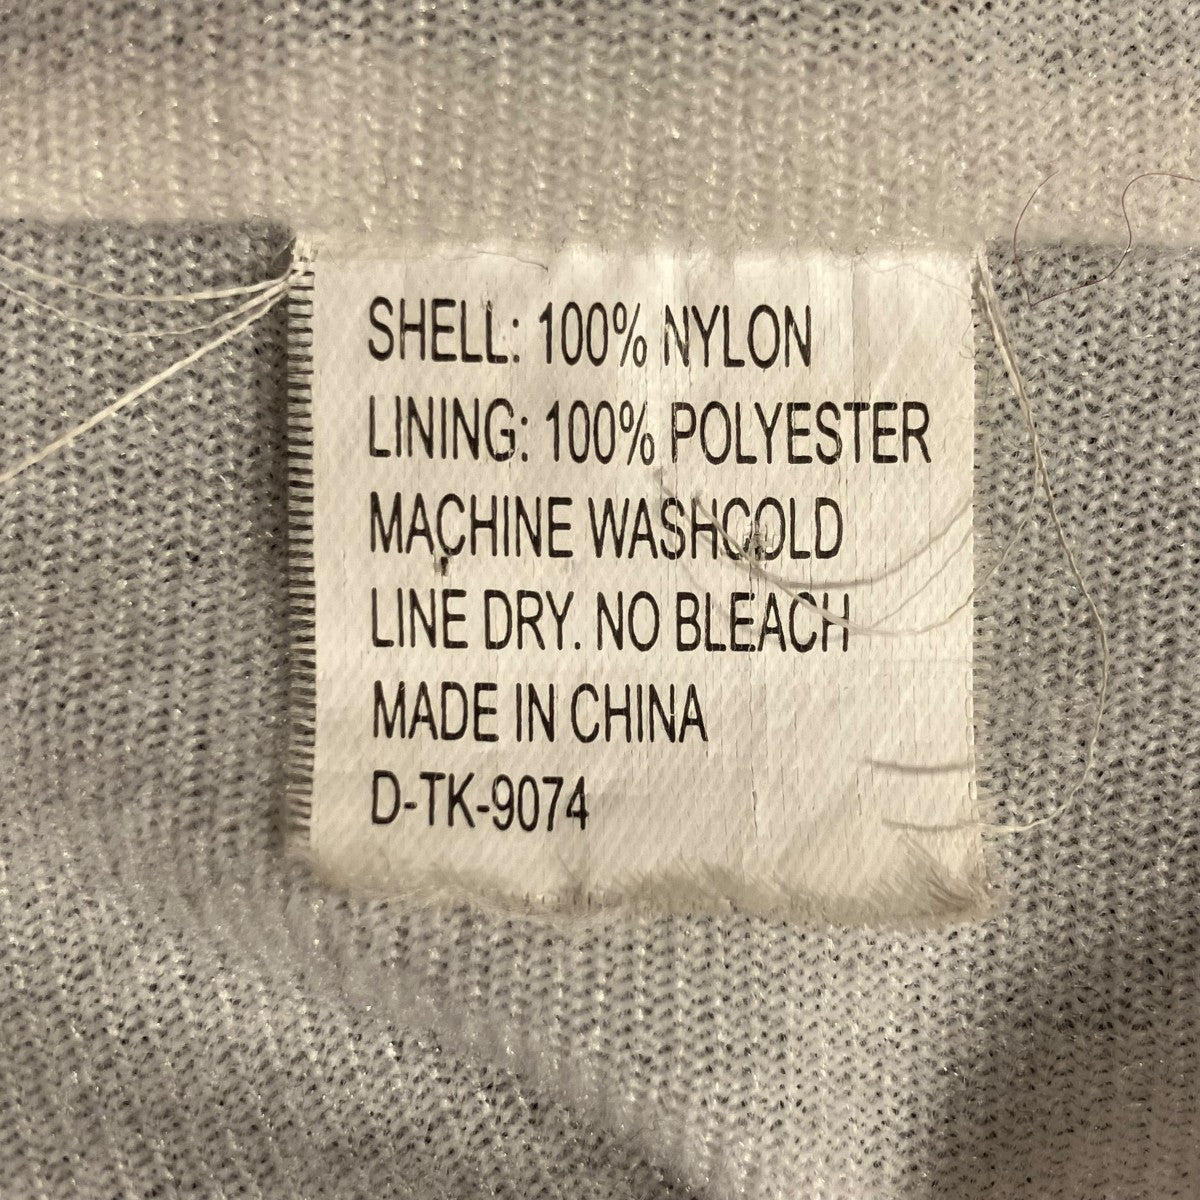 SHELL: 100% NYLON
LINING: 100% POLYESTER
MACHINE WASHCOLD
LINE DRY. NO BLEACH
MADE IN CHINA
D-TK-9074